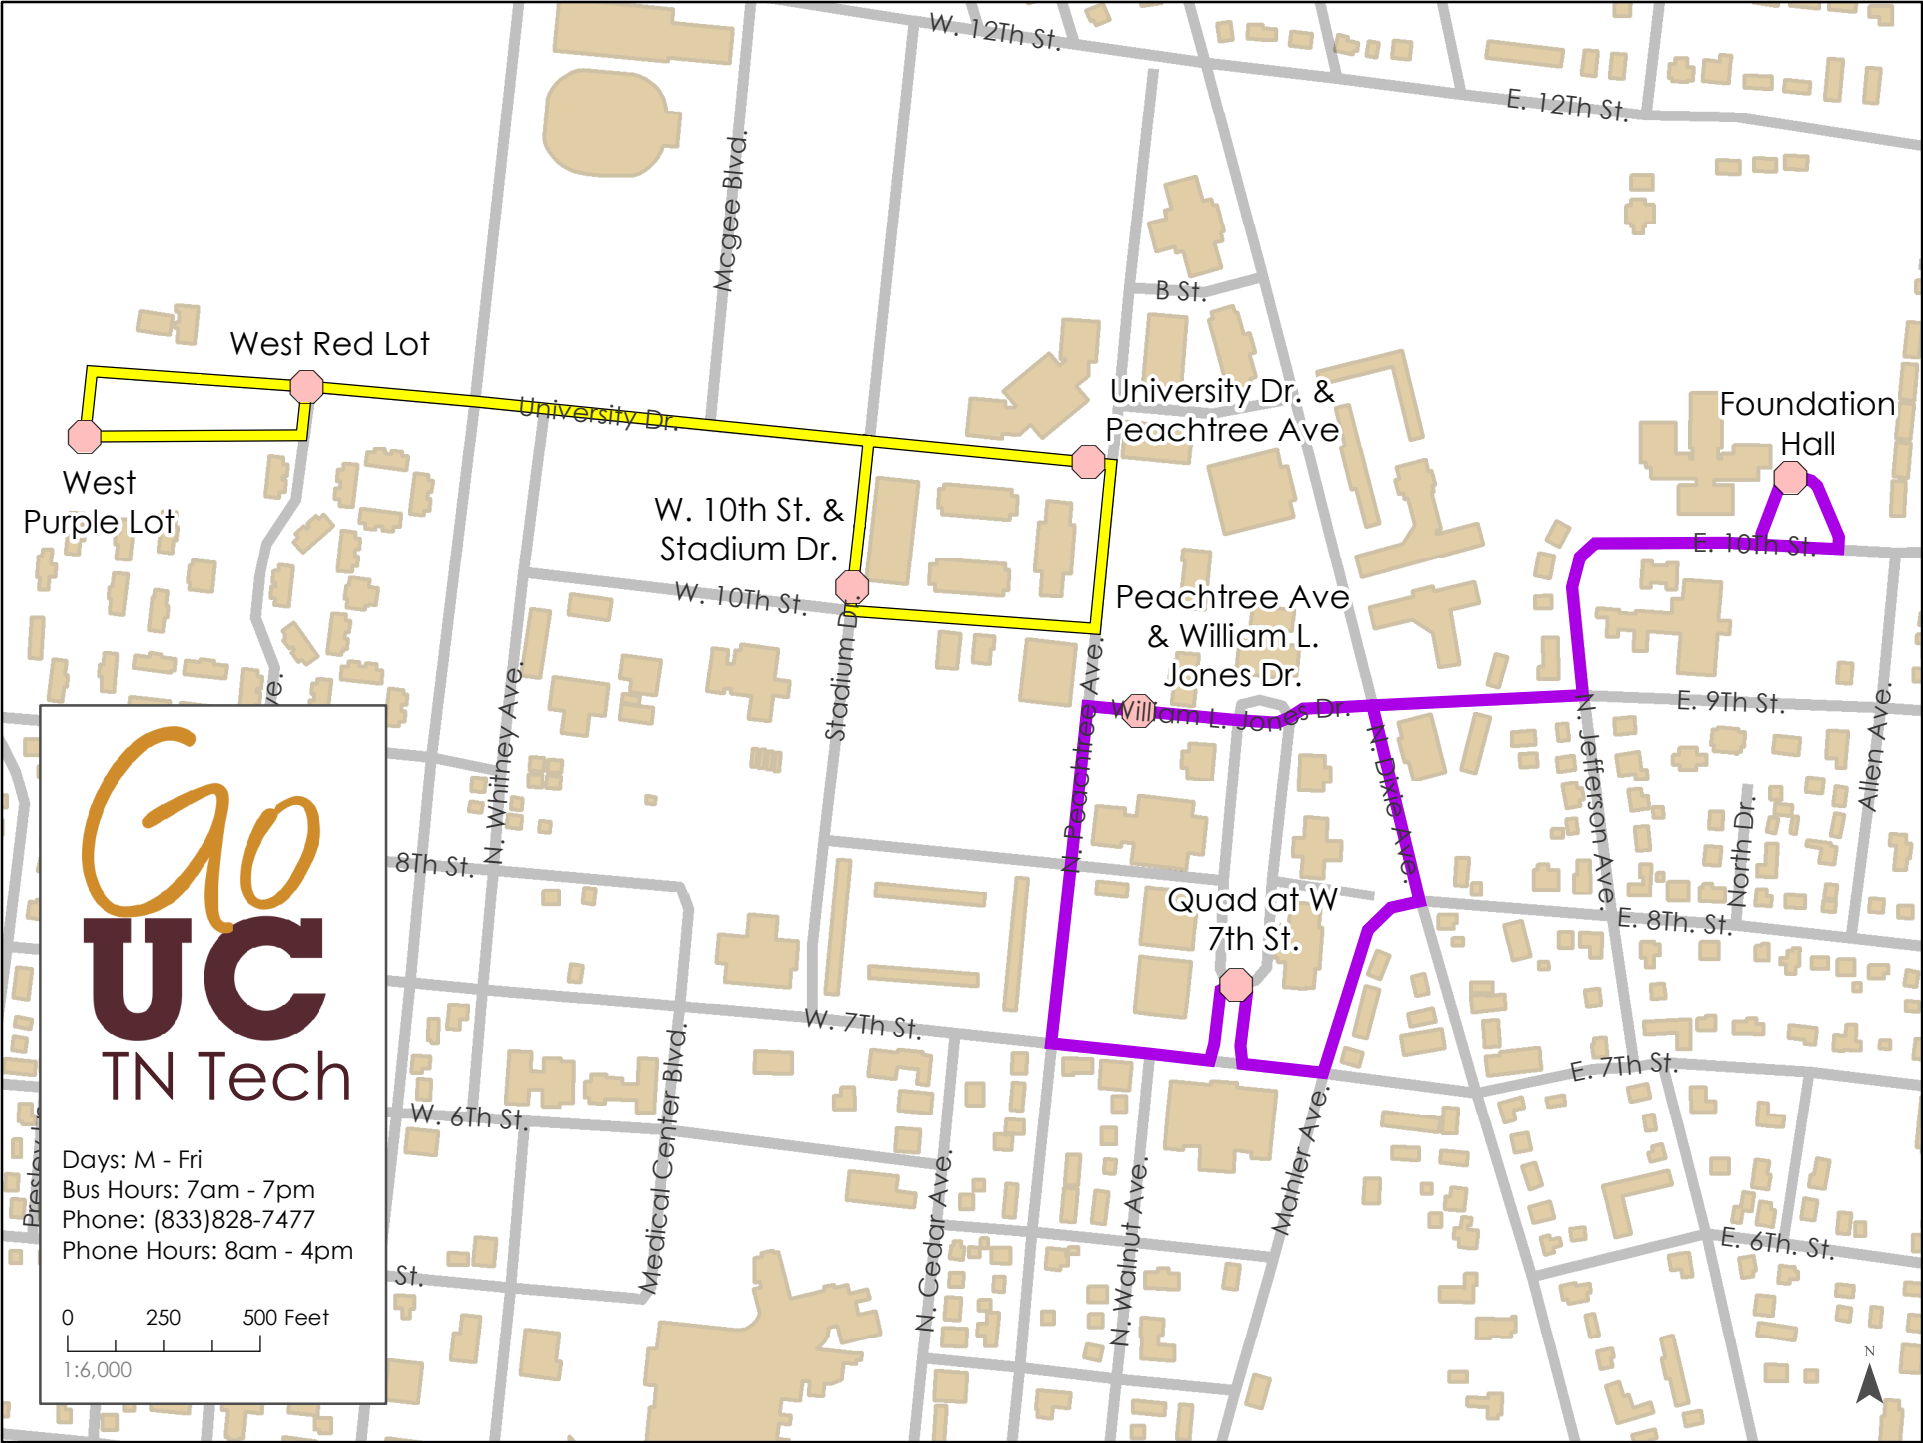 W. 12Th St.
E. 12Th St.
Mcgee Blvd.
B St.
West Red Lot
University Dr.
University Dr. &
Peachtree Ave
Foundation
Hall
West
Purple Lot
W. 10th St. &
Stadium Dr.
E. 10Th St.
W. 10Th St.
Peachtree Ave
& William L.
Jones Dr.
Stadium Dr.
N. Whitney Ave.
ve.
N. Peachtree Ave.
N. Peachtree Ave.
William L. Jones Dr.
E. 9Th St.
N. Dixie Ave.
N. Jefferson Ave.
Allen Ave.
North Dr.
8Th St.
Quad at W
7th St.
E. 8Th. St.
W. 7Th St.
E. 7Th St.
W. 6Th St.
Medical Center Blvd.
Mahler Ave.
N. Cedar Ave.
N. Walnut Ave.
E. 6Th. St.
St.
Go
UC
TN Tech
Days: M - Fri
Bus Hours: 7am - 7pm
Phone: (833)828-7477
Phone Hours: 8am - 4pm
0 250 500 Feet
1:6,000
N